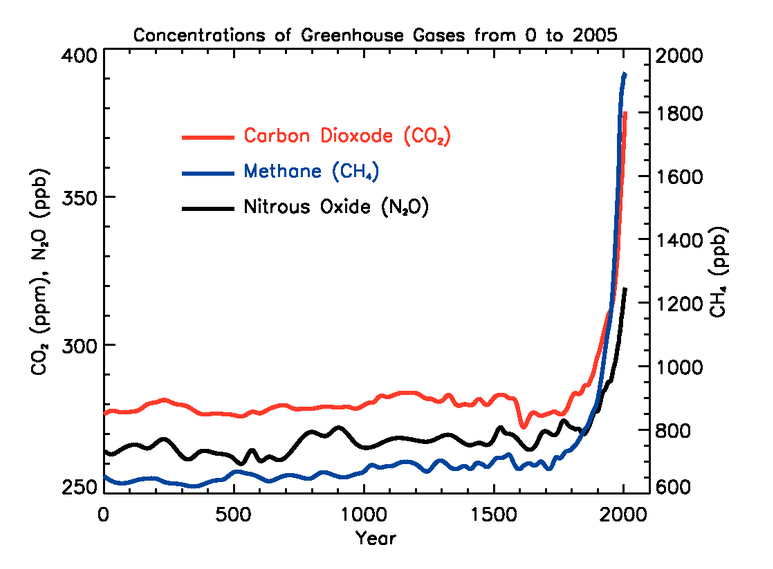 Concentrations of Greenhouse Gases from 0 to 2005
400
350
300
250
CO₂ (ppm), N₂O (ppb)
Carbon Dioxode (CO₂)
Methane (CH₄)
Nitrous Oxide (N₂O)
2000
1800
1600
1400
1200
1000
800
600
CH₄ (ppb)
0 500 1000 1500 2000
Year